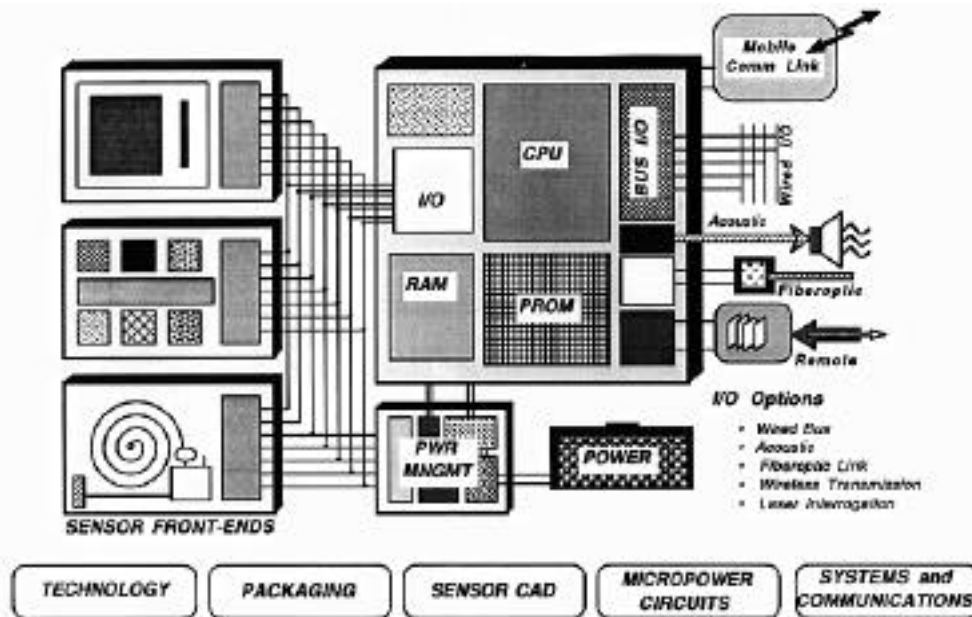 Mobile
Comm Link
CPU
BUS I/O
Wired I/O
I/O
Acoustic
RAM
PROM
Fiberoptic
Remote
I/O Options
• Wired Bus
• Acoustic
• Fiberoptic Link
• Wireless Transmission
• Laser Interrogation
PWR
MNGMT
POWER
SENSOR FRONT-ENDS
TECHNOLOGY
PACKAGING
SENSOR CAD
MICROPOWER
CIRCUITS
SYSTEMS and
COMMUNICATIONS